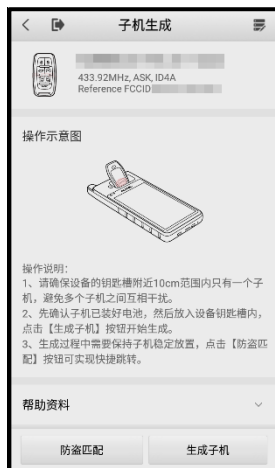 子机生成
433.92MHz, ASK, ID4A
Reference FCCID
操作示意图
操作说明:
1、请确保设备的钥匙槽附近10cm范围内只有一个子
机，避免多个子机之间互相干扰。
2、先确认子机已装好电池，然后放入设备钥匙槽内，
点击【生成子机】按钮开始生成。
3、生成过程中需要保持子机稳定放置，点击【防盗匹
配】按钮可实现快捷跳转。
帮助资料
防盗匹配
生成子机